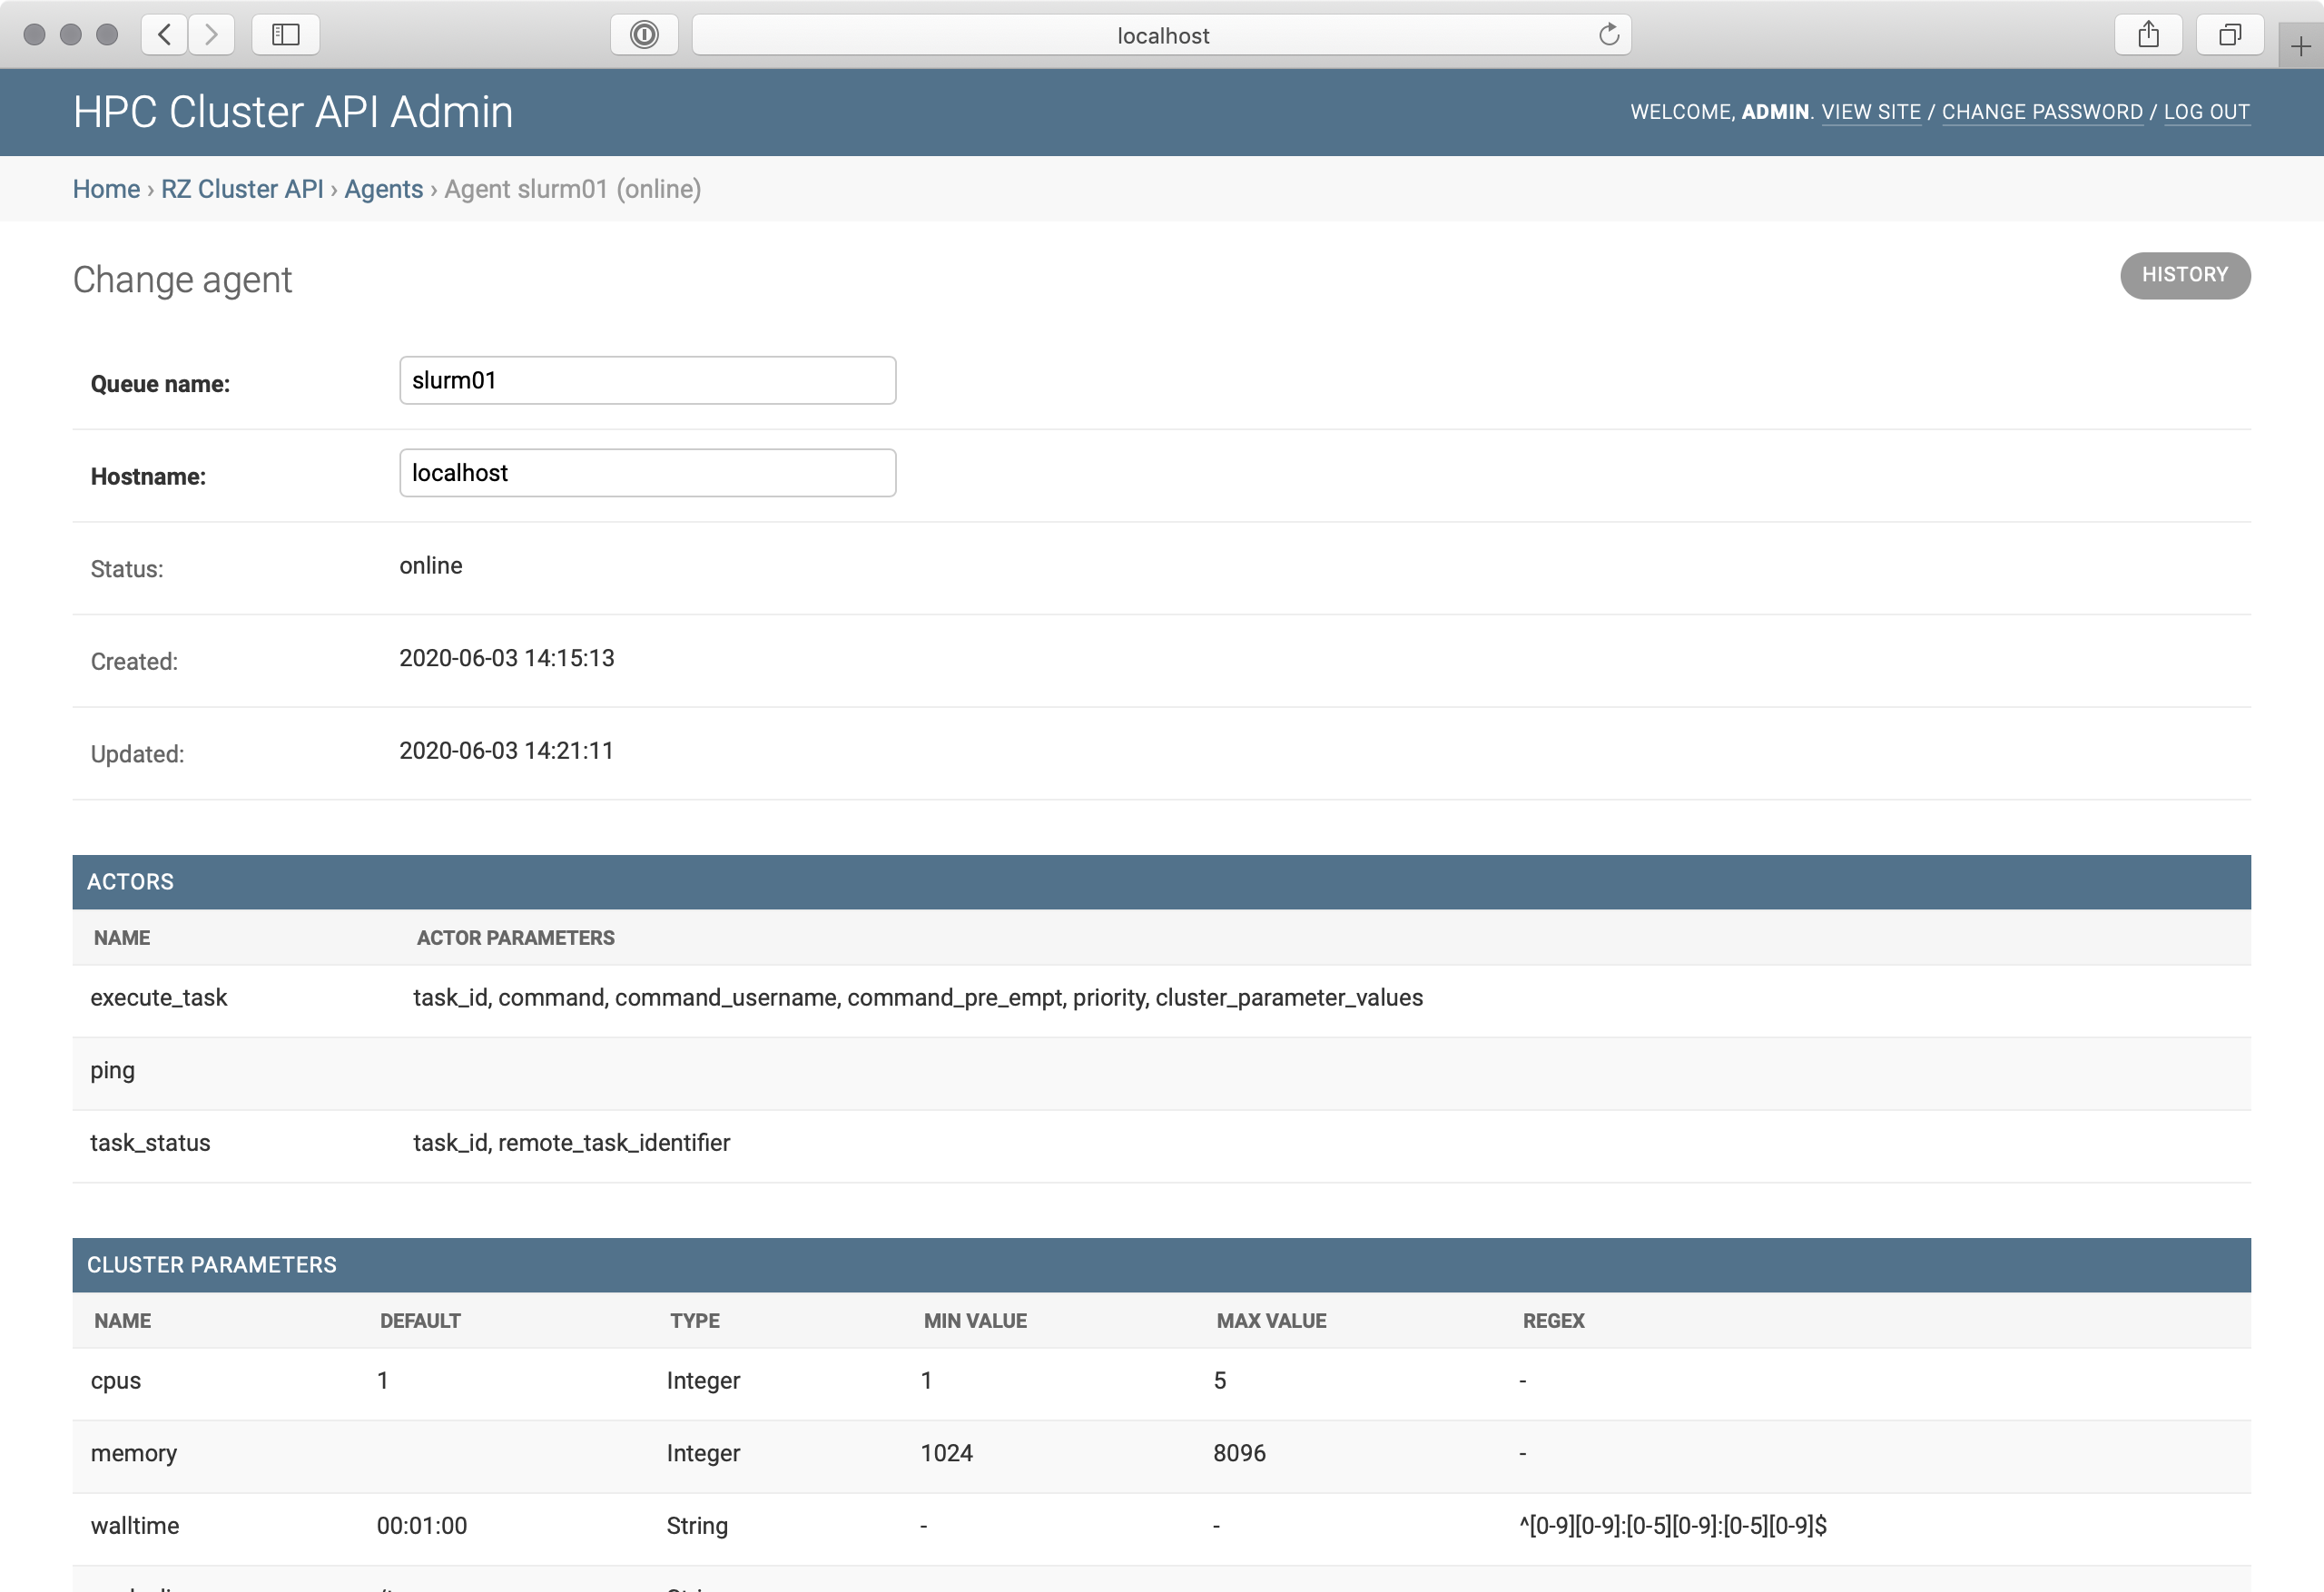 localhost
HPC Cluster API Admin
WELCOME, ADMIN. VIEW SITE / CHANGE PASSWORD / LOG OUT
Home › RZ Cluster API › Agents › Agent slurm01 (online)
Change agent
HISTORY
Queue name: slurm01
Hostname: localhost
Status: online
Created: 2020-06-03 14:15:13
Updated: 2020-06-03 14:21:11
ACTORS
NAME ACTOR PARAMETERS
execute_task task_id, command, command_username, command_pre_empt, priority, cluster_parameter_values
ping
task_status task_id, remote_task_identifier
CLUSTER PARAMETERS
NAME DEFAULT TYPE MIN VALUE MAX VALUE REGEX
cpus 1 Integer 1 5 -
memory Integer 1024 8096 -
walltime 00:01:00 String - - ^[0-9][0-9]:[0-5][0-9]:[0-5][0-9]$